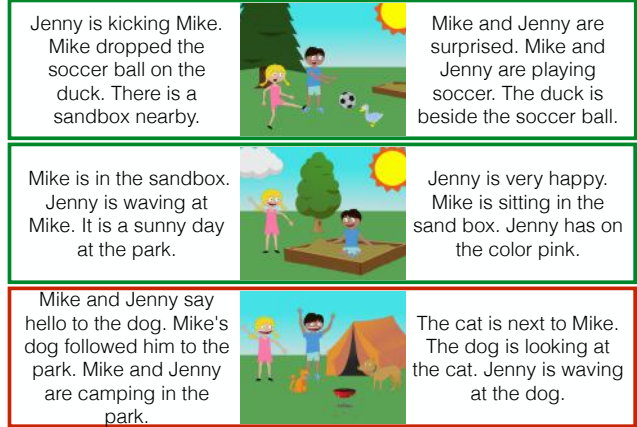 Jenny is kicking Mike.
Mike dropped the
soccer ball on the
duck. There is a
sandbox nearby.
Mike and Jenny are
surprised. Mike and
Jenny are playing
soccer. The duck is
beside the soccer ball.
Mike is in the sandbox.
Jenny is waving at
Mike. It is a sunny day
at the park.
Jenny is very happy.
Mike is sitting in the
sand box. Jenny has on
the color pink.
Mike and Jenny say
hello to the dog. Mike's
dog followed him to the
park. Mike and Jenny
are camping in the
park.
The cat is next to Mike.
The dog is looking at
the cat. Jenny is waving
at the dog.